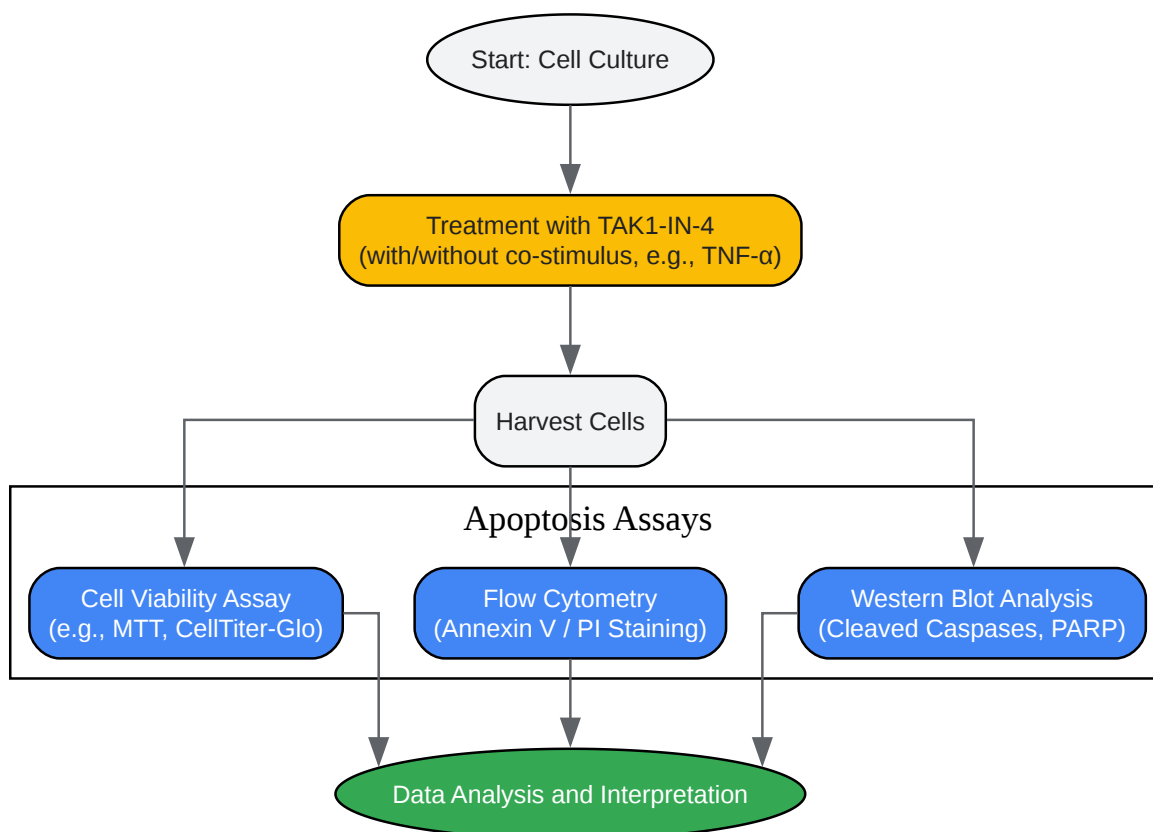 Start: Cell Culture
Treatment with TAK1-IN-4
(with/without co-stimulus, e.g., TNF-α)
Harvest Cells
Apoptosis Assays
Cell Viability Assay
(e.g., MTT, CellTiter-Glo)
Flow Cytometry
(Annexin V / PI Staining)
Western Blot Analysis
(Cleaved Caspases, PARP)
Data Analysis and Interpretation